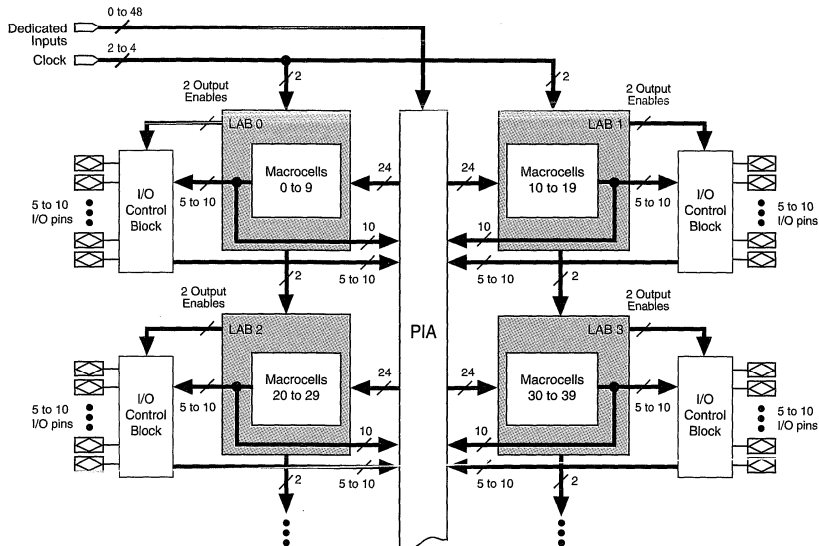 0 to 48
Dedicated
Inputs
2 to 4
Clock
2
2
2 Output
Enables
LAB 0
Macrocells
0 to 9
I/O
Control
Block
5 to 10
I/O pins
5 to 10
10
5 to 10
24
24
2
2 Output
Enables
LAB 1
Macrocells
10 to 19
I/O
Control
Block
5 to 10
I/O pins
5 to 10
10
5 to 10
2
PIA
2 Output
Enables
LAB 2
Macrocells
20 to 29
I/O
Control
Block
5 to 10
I/O pins
5 to 10
10
5 to 10
24
24
2
2 Output
Enables
LAB 3
Macrocells
30 to 39
I/O
Control
Block
5 to 10
I/O pins
5 to 10
10
5 to 10
2